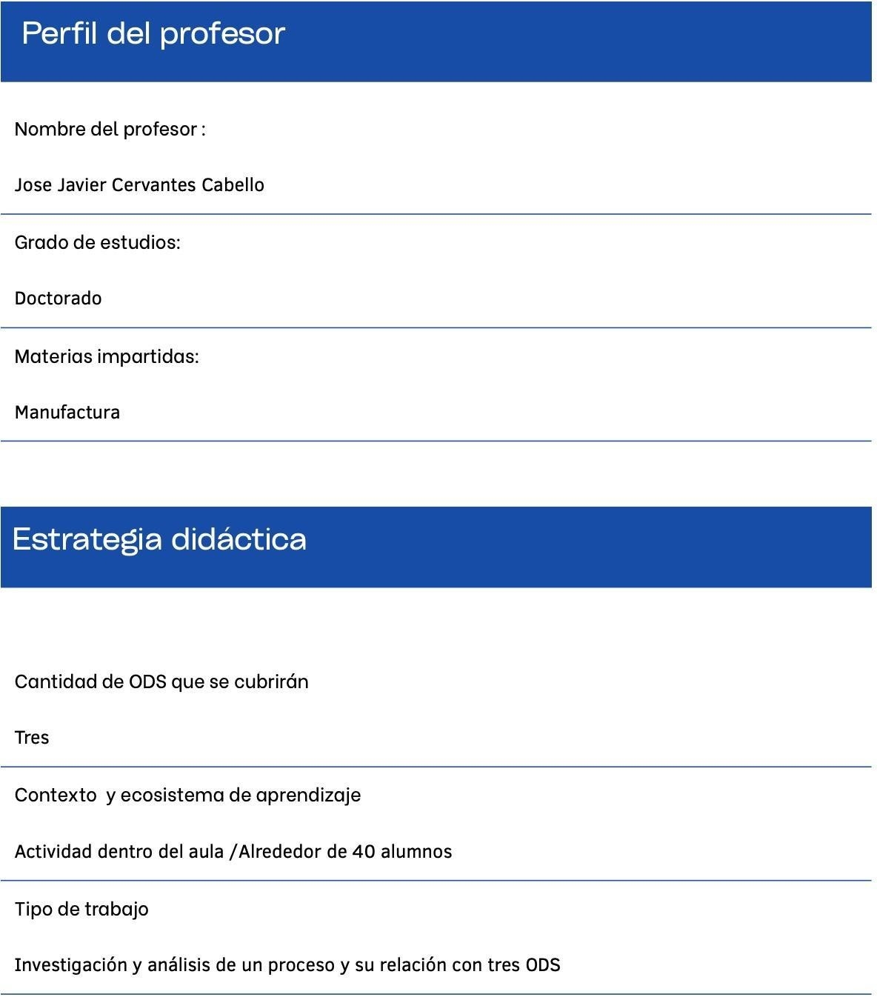 Perfil del profesor
Nombre del profesor :
Jose Javier Cervantes Cabello
Grado de estudios:
Doctorado
Materias impartidas:
Manufactura
Estrategia didáctica
Cantidad de ODS que se cubrirán
Tres
Contexto  y ecosistema de aprendizaje
Actividad dentro del aula /Alrededor de 40 alumnos
Tipo de trabajo
Investigación y análisis de un proceso y su relación con tres ODS